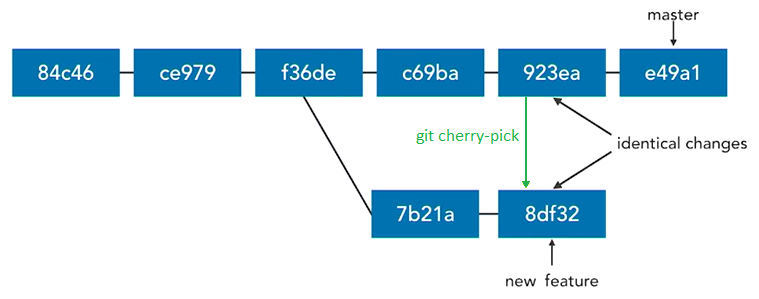 master
84c46
ce979
f36de
c69ba
923ea
e49a1
git cherry-pick
identical changes
7b21a
8df32
new feature